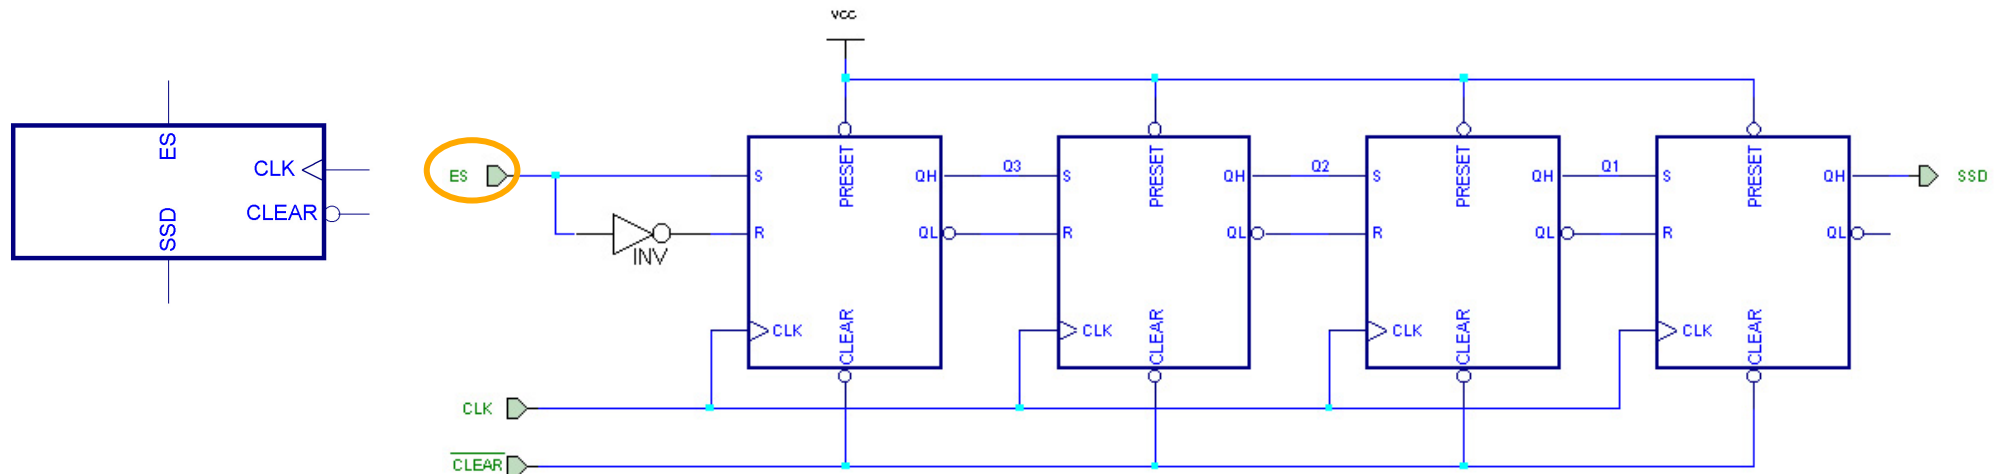 ES
CLK
CLEAR
SSD
VCC
ES
INV
S
R
CLK
PRESET
CLEAR
QH
QL
Q3
S
R
CLK
PRESET
CLEAR
QH
QL
Q2
S
R
CLK
PRESET
CLEAR
QH
QL
Q1
S
R
CLK
PRESET
CLEAR
QH
QL
SSD
CLK
CLEAR